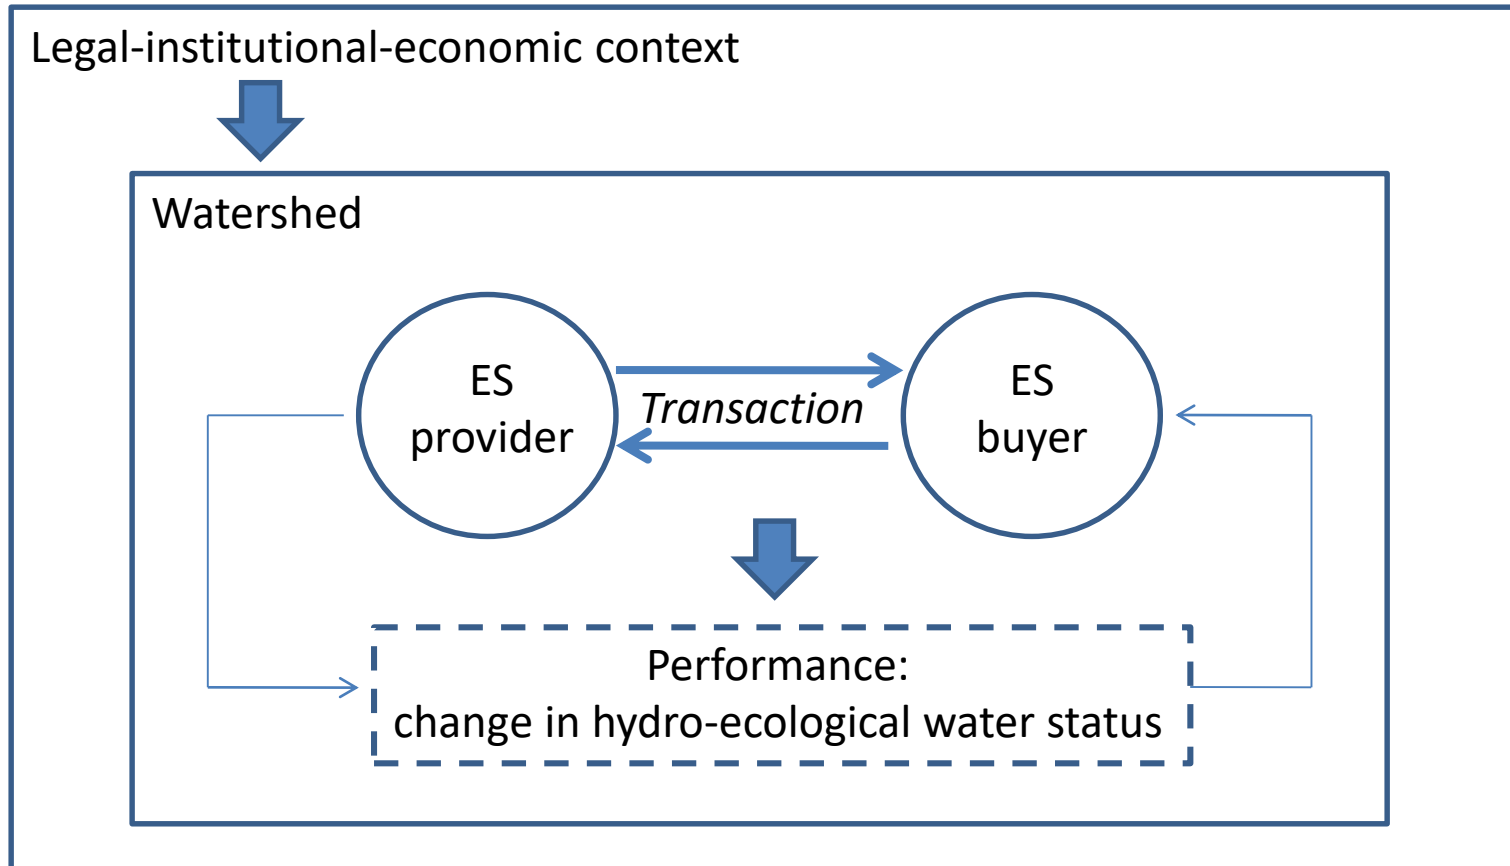 Legal-institutional-economic context
Watershed
ES
provider
Transaction
ES
buyer
Performance:
change in hydro-ecological water status